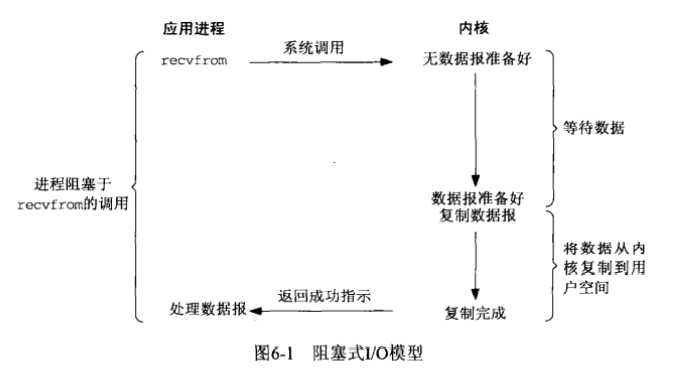 应用进程
内核
recvfrom
系统调用
无数据报准备好
等待数据
进程阻塞于
recvfrom的调用
数据报准备好
复制数据报
将数据从内
核复制到用
户空间
处理数据报
返回成功指示
复制完成
图6-1 阻塞式I/O模型